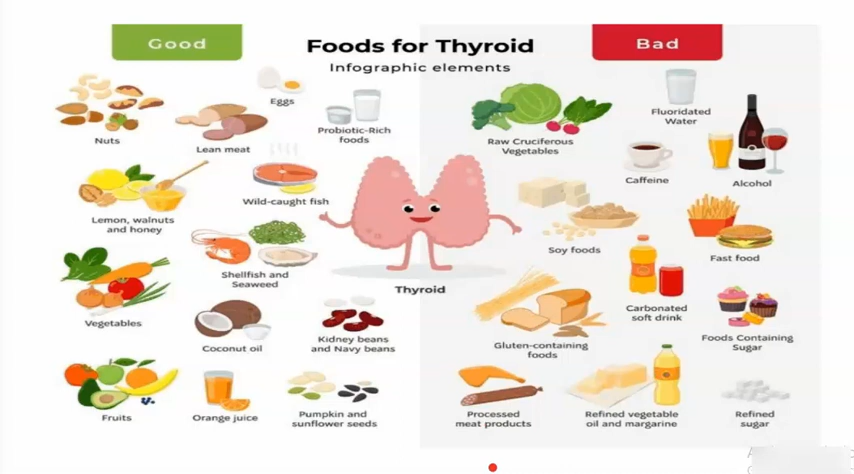 Good
Foods for Thyroid
Bad
Infographic elements
Nuts
Lean meat
Eggs
Probiotic-Rich
foods
Lemon, walnuts
and honey
Wild-caught fish
Shellfish and
Seaweed
Vegetables
Coconut oil
Kidney beans
and Navy beans
Fruits
Orange juice
Pumpkin and
sunflower seeds
Thyroid
Raw Cruciferous
Vegetables
Fluoridated
Water
Caffeine
Alcohol
Soy foods
Fast food
Carbonated
soft drink
Gluten-containing
foods
Foods Containing
Sugar
Processed
meat products
Refined vegetable
oil and margarine
Refined
sugar